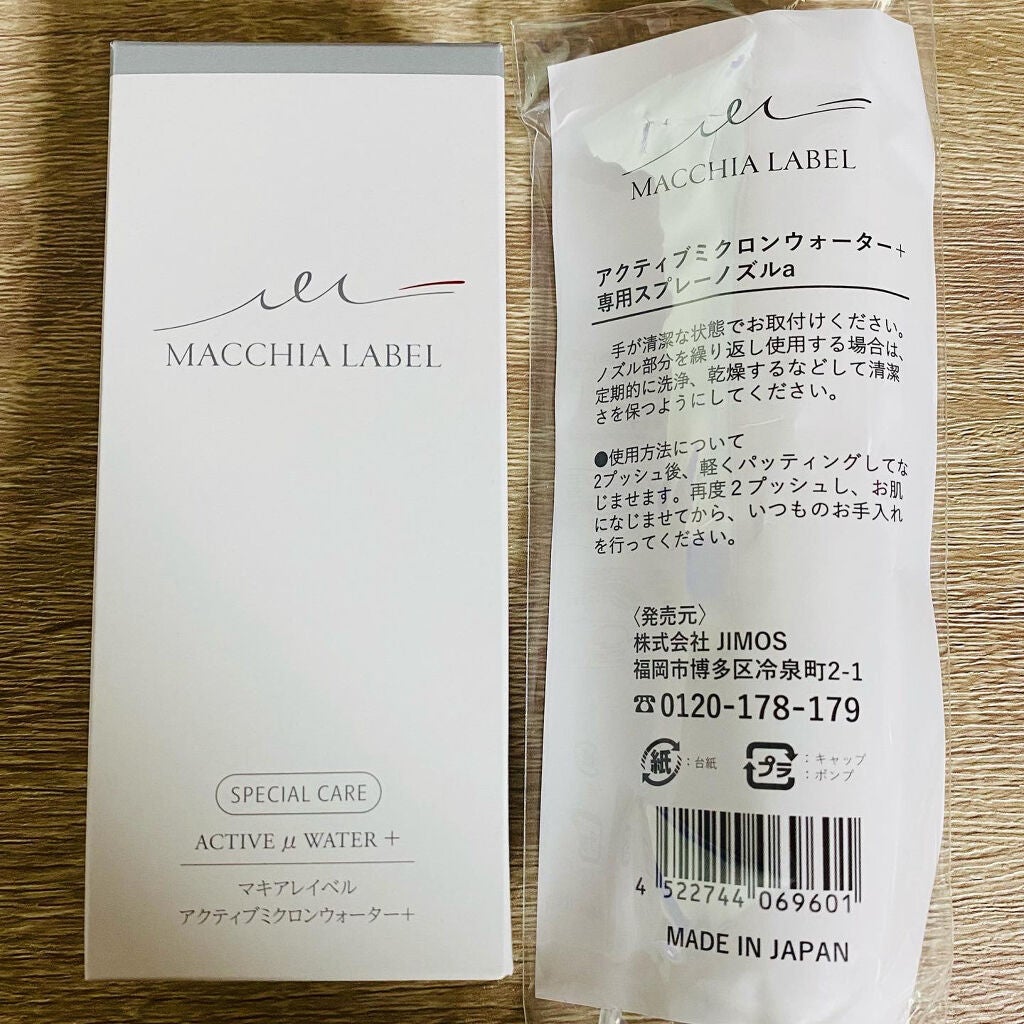 MACCHIA LABEL
SPECIAL CARE
ACTIVE μ WATER +
マキアレイベル
アクティブミクロンウォーター+
MACCHIA LABEL
アクティブミクロンウォーター+
専用スプレーノズルa
手が清潔な状態でお取付けください。
ノズル部分を繰り返し使用する場合は、
定期的に洗浄、乾燥するなどして清潔
さを保つようにしてください。
●使用方法について
2プッシュ後、軽くパッティングしてな
じませます。再度2プッシュし、お肌
になじませてから、いつものお手入れ
を行ってください。
〈発売元〉
株式会社 JIMOS
福岡市博多区冷泉町2-1
☎0120-178-179
紙:台紙
プラ:キャップ
:ポンプ
4 522744 069601
MADE IN JAPAN